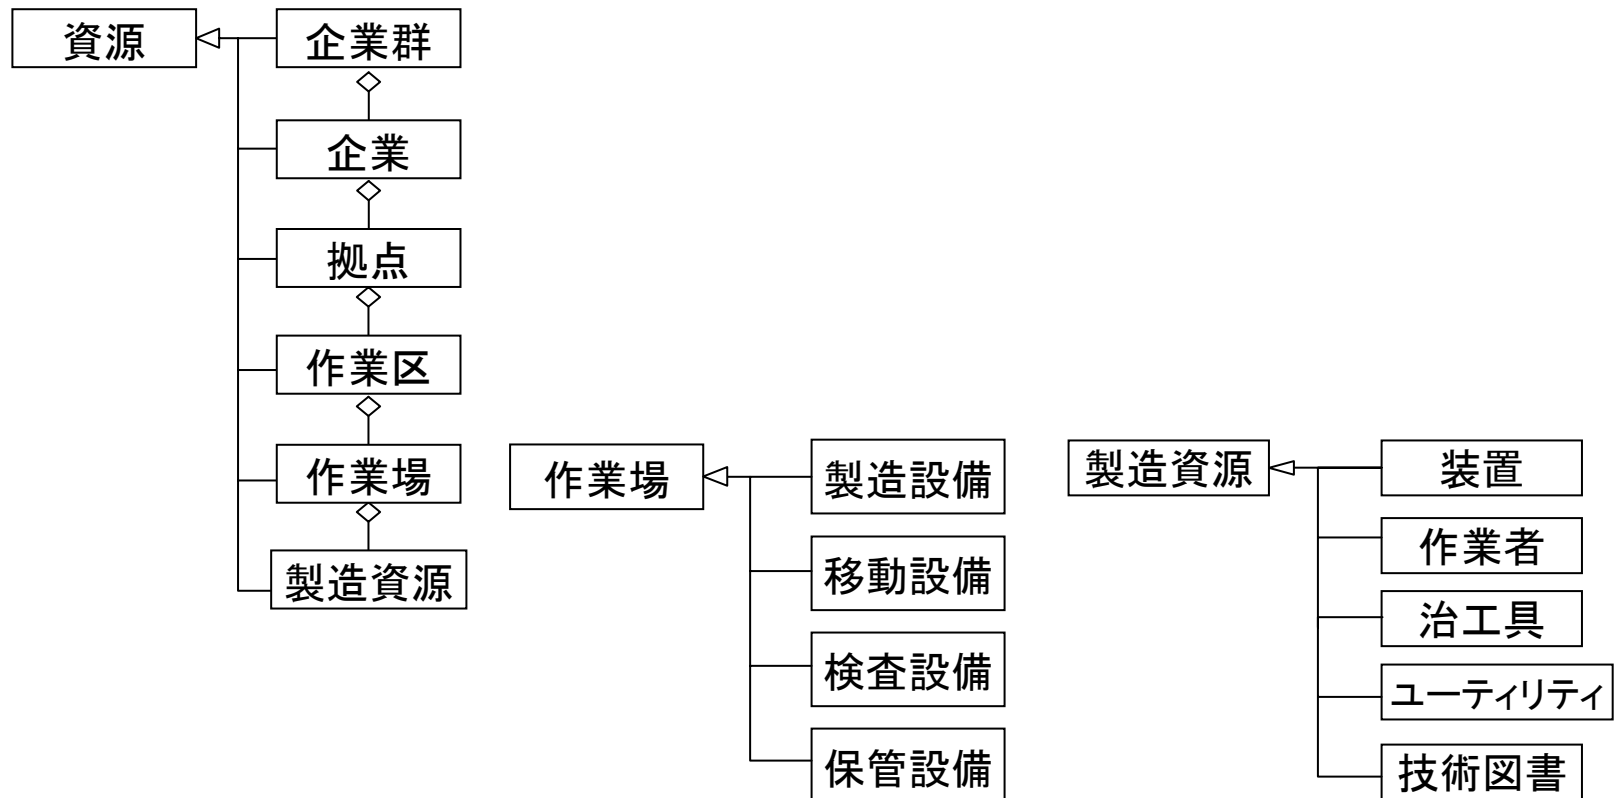 資源
企業群
企業
拠点
作業区
作業場
製造資源
作業場
製造設備
移動設備
検査設備
保管設備
製造資源
装置
作業者
治工具
ユーティリティ
技術図書